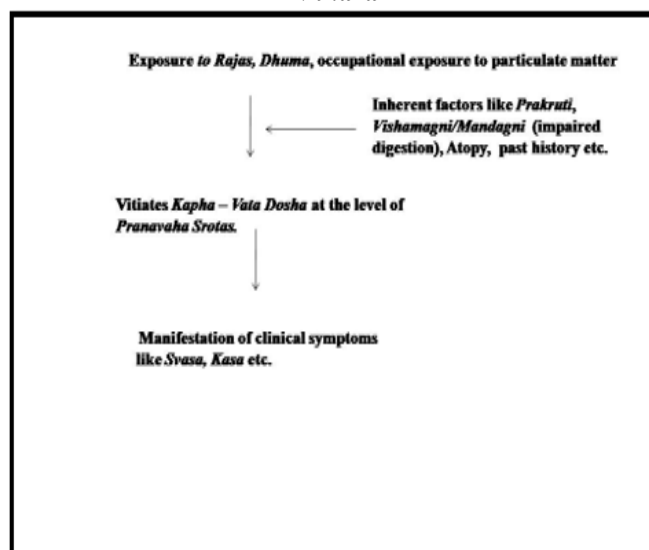 Exposure to Rajas, Dhuma, occupational exposure to particulate matter
Inherent factors like Prakruti,
Vishamagni/Mandagni (impaired
digestion), Atopy, past history etc.
Vitiates Kapha – Vata Dosha at the level of
Pranavaha Srotas.
Manifestation of clinical symptoms
like Svasa, Kasa etc.